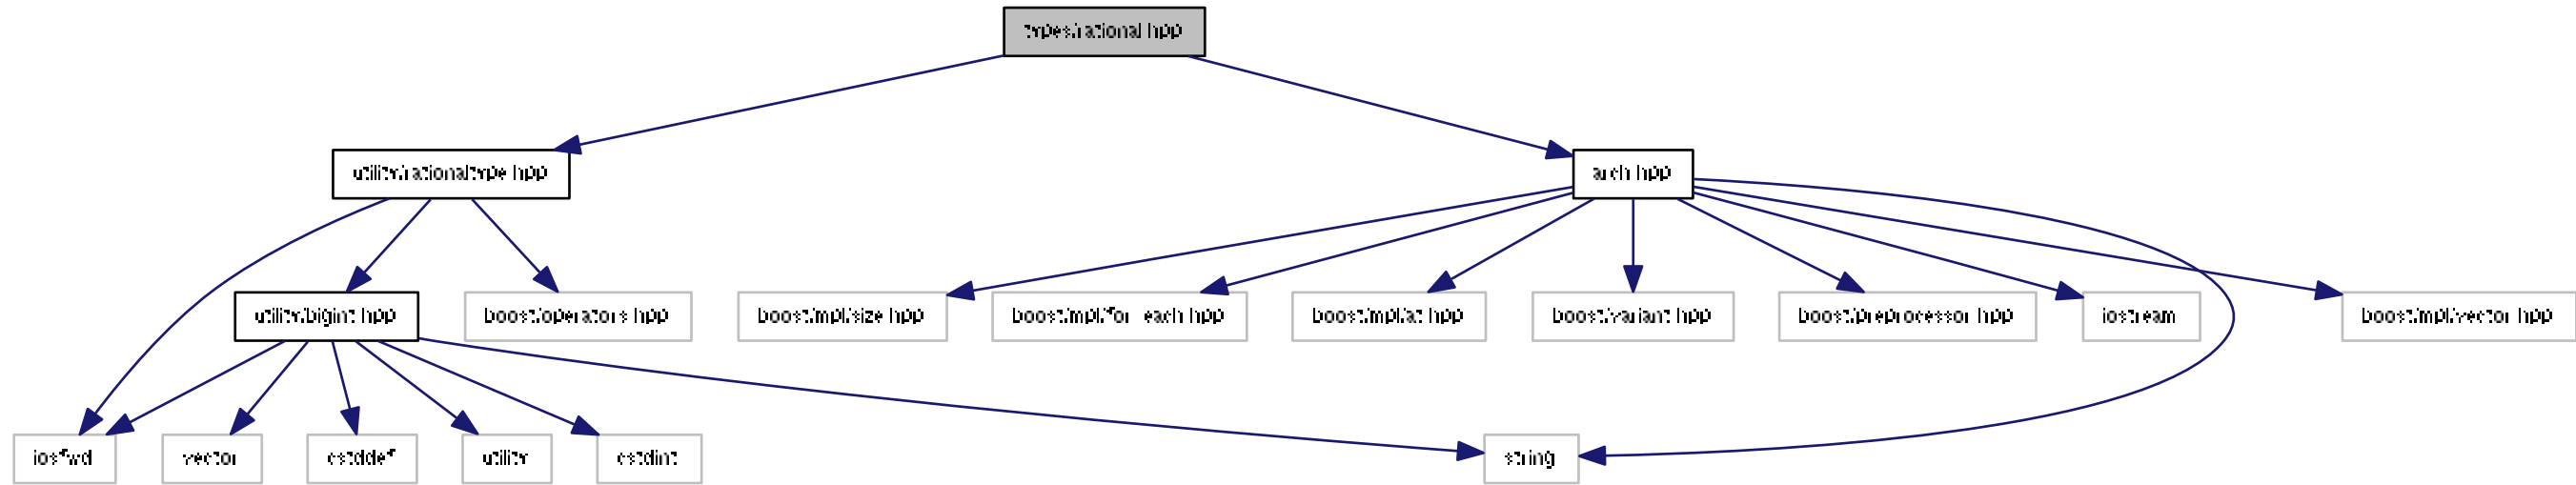 types/rational.hpp
utility/rationaltype.hpp
arch.hpp
utility/bigint.hpp
boost/operators.hpp
boost/mpl/size.hpp
boost/mpl/for_each.hpp
boost/mpl/at.hpp
boost/variant.hpp
boost/preprocessor.hpp
iostream
boost/mpl/vector.hpp
iosfwd
vector
cstddef
utility
cstdint
string